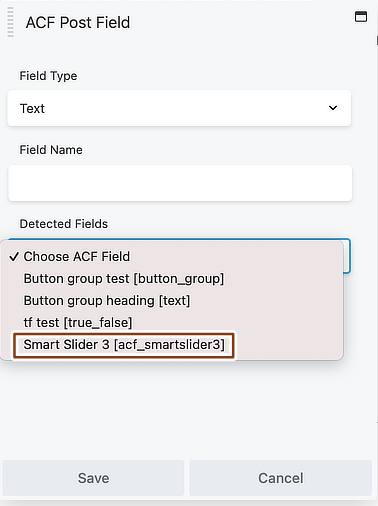 ACF Post Field
Field Type
Text
Field Name
Detected Fields
✓ Choose ACF Field
Button group test [button_group]
Button group heading [text]
tf test [true_false]
Smart Slider 3 [acf_smartslider3]
Save
Cancel